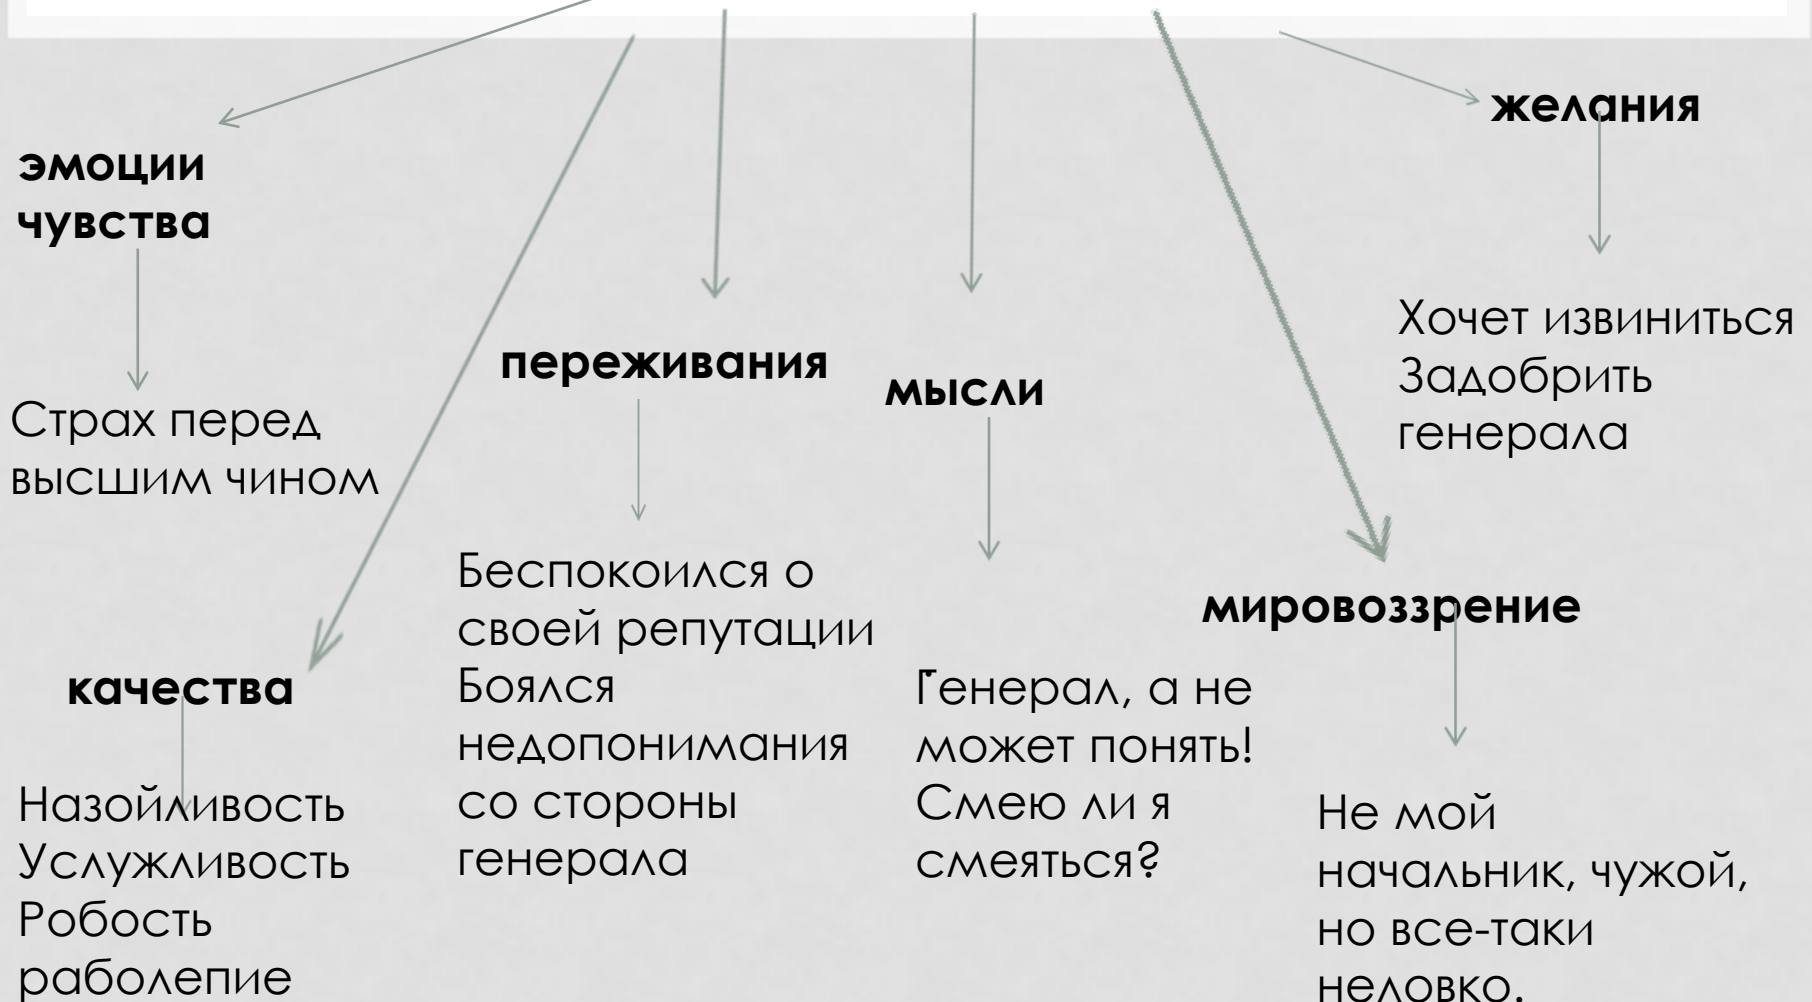 эмоции
чувства
Страх перед
высшим чином
качества
Назойливость
Услужливость
Робость
раболепие
переживания
Беспокоился о
своей репутации
Боялся
недопонимания
со стороны
генерала
мысли
Генерал, а не
может понять!
Смею ли я
смеяться?
мировоззрение
Не мой
начальник, чужой,
но все-таки
неловко.
желания
Хочет извиниться
Задобрить
генерала